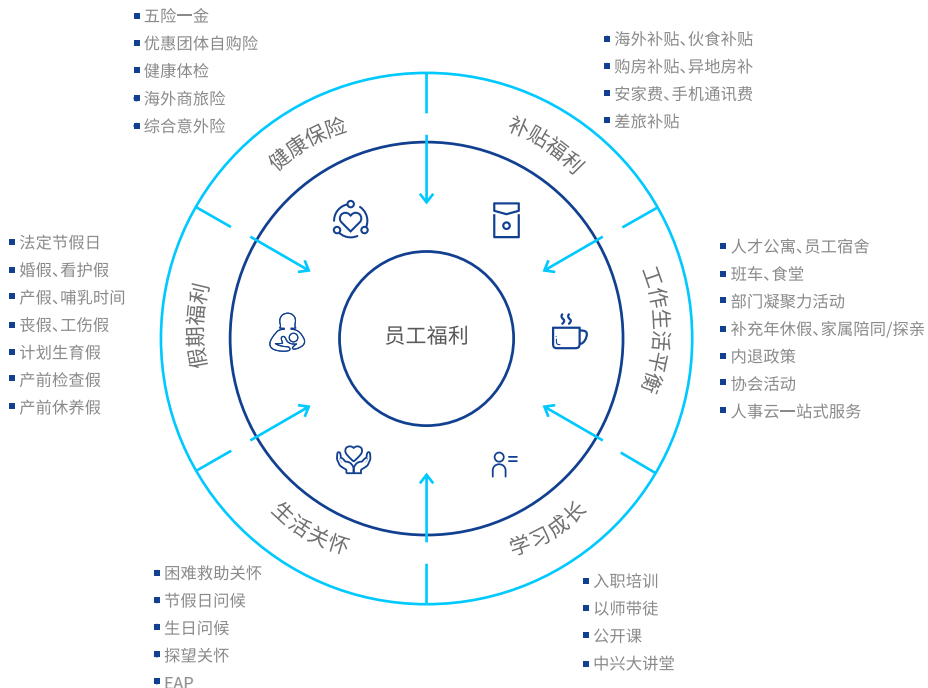 五险一金
优惠团体自购险
健康体检
海外商旅险
综合意外险
海外补贴、伙食补贴
购房补贴、异地房补
安家费、手机通讯费
差旅补贴
健康保险
补贴福利
法定节假日
婚假、看护假
产假、哺乳时间
丧假、工伤假
计划生育假
产前检查假
产前休养假
假期福利
员工福利
工作生活平衡
人才公寓、员工宿舍
班车、食堂
部门凝聚力活动
补充年休假、家属陪同/探亲
内退政策
协会活动
人事云一站式服务
生活关怀
学习成长
困难救助关怀
节假日问候
生日问候
探望关怀
EAP
入职培训
以师带徒
公开课
中兴大讲堂